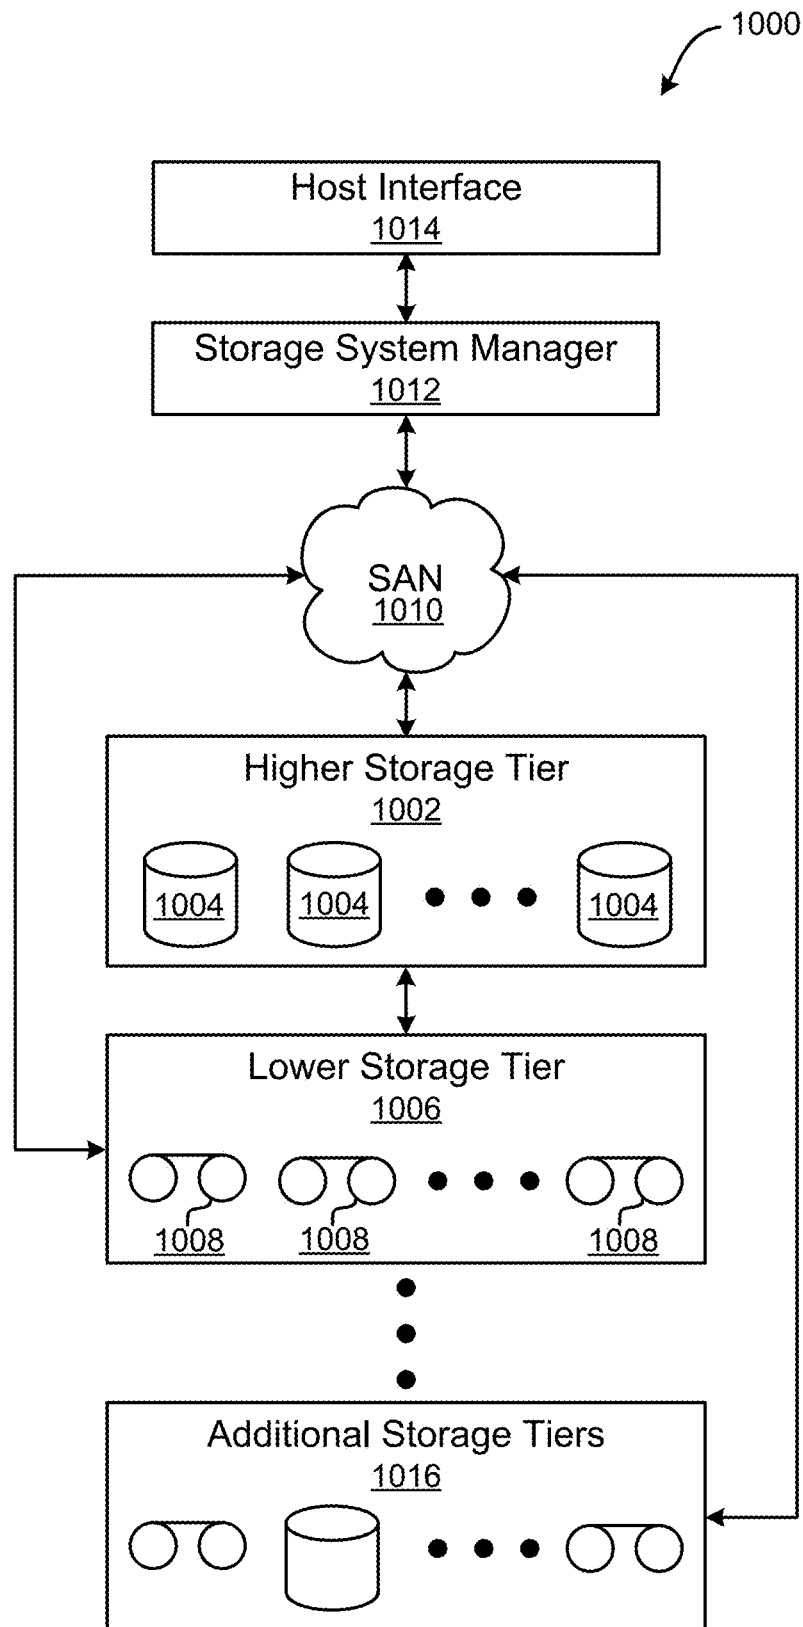 1000
Host Interface
1014
Storage System Manager
1012
SAN
1010
Higher Storage Tier
1002
1004 1004 1004
Lower Storage Tier
1006
1008 1008 1008
Additional Storage Tiers
1016